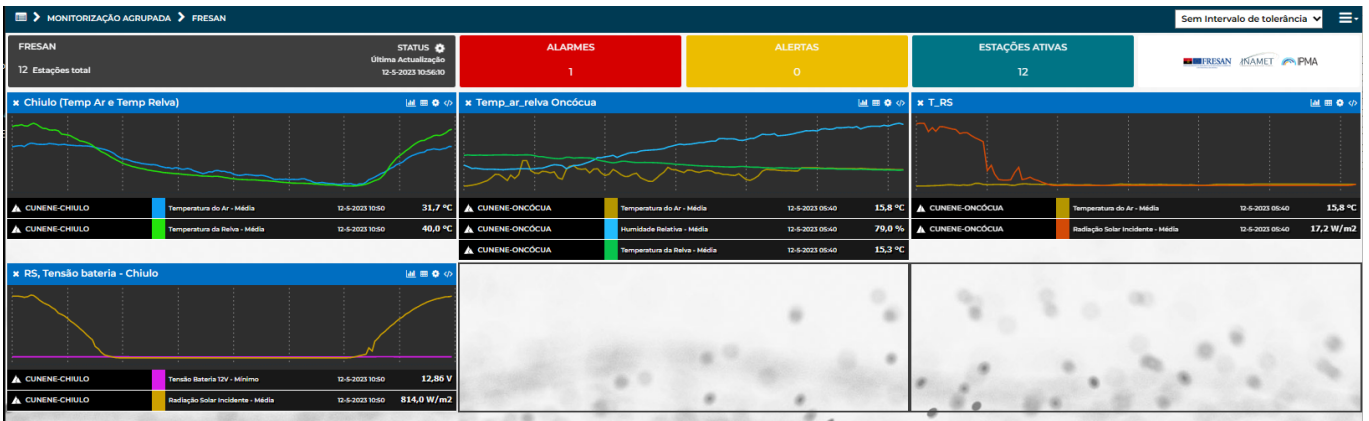 MONITORIZAÇÃO AGRUPADA FRESAN
Sem Intervalo de tolerância
FRESAN
STATUS
Última Actualização
12 Estações total
12-5-2023 10:56:10
ALARMES
1
ALERTAS
0
ESTAÇÕES ATIVAS
12
FRESAN INAMET IPMA
Chiulo (Temp Ar e Temp Relva)
CUNENE-CHIULO Temperatura do Ar - Média 12-5-2023 10:50 31,7 ºC
CUNENE-CHIULO Temperatura da Relva - Média 12-5-2023 10:50 40,0 ºC
Temp_ar_relva Oncócua
CUNENE-ONCÓCUA Temperatura do Ar - Média 12-5-2023 05:40 15,8 ºC
CUNENE-ONCÓCUA Humidade Relativa - Média 12-5-2023 05:40 79,0 %
CUNENE-ONCÓCUA Temperatura da Relva - Média 12-5-2023 05:40 15,3 ºC
T_RS
CUNENE-ONCÓCUA Temperatura do Ar - Média 12-5-2023 05:40 15,8 ºC
CUNENE-ONCÓCUA Radiação Solar Incidente - Média 12-5-2023 05:40 17,2 W/m2
RS, Tensão bateria - Chiulo
CUNENE-CHIULO Tensão Bateria 12V - Mínimo 12-5-2023 10:50 12,86 V
CUNENE-CHIULO Radiação Solar Incidente - Média 12-5-2023 10:50 814,0 W/m2